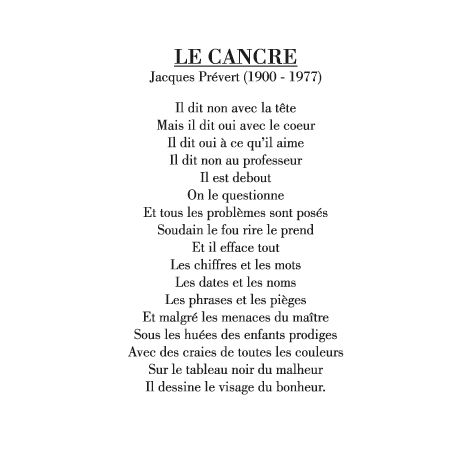 LE CANCRE
Jacques Prévert (1900 - 1977)
Il dit non avec la tête
Mais il dit oui avec le coeur
Il dit oui à ce qu'il aime
Il dit non au professeur
Il est debout
On le questionne
Et tous les problèmes sont posés
Soudain le fou rire le prend
Et il efface tout
Les chiffres et les mots
Les dates et les noms
Les phrases et les pièges
Et malgré les menaces du maître
Sous les huées des enfants prodiges
Avec des craies de toutes les couleurs
Sur le tableau noir du malheur
Il dessine le visage du bonheur.